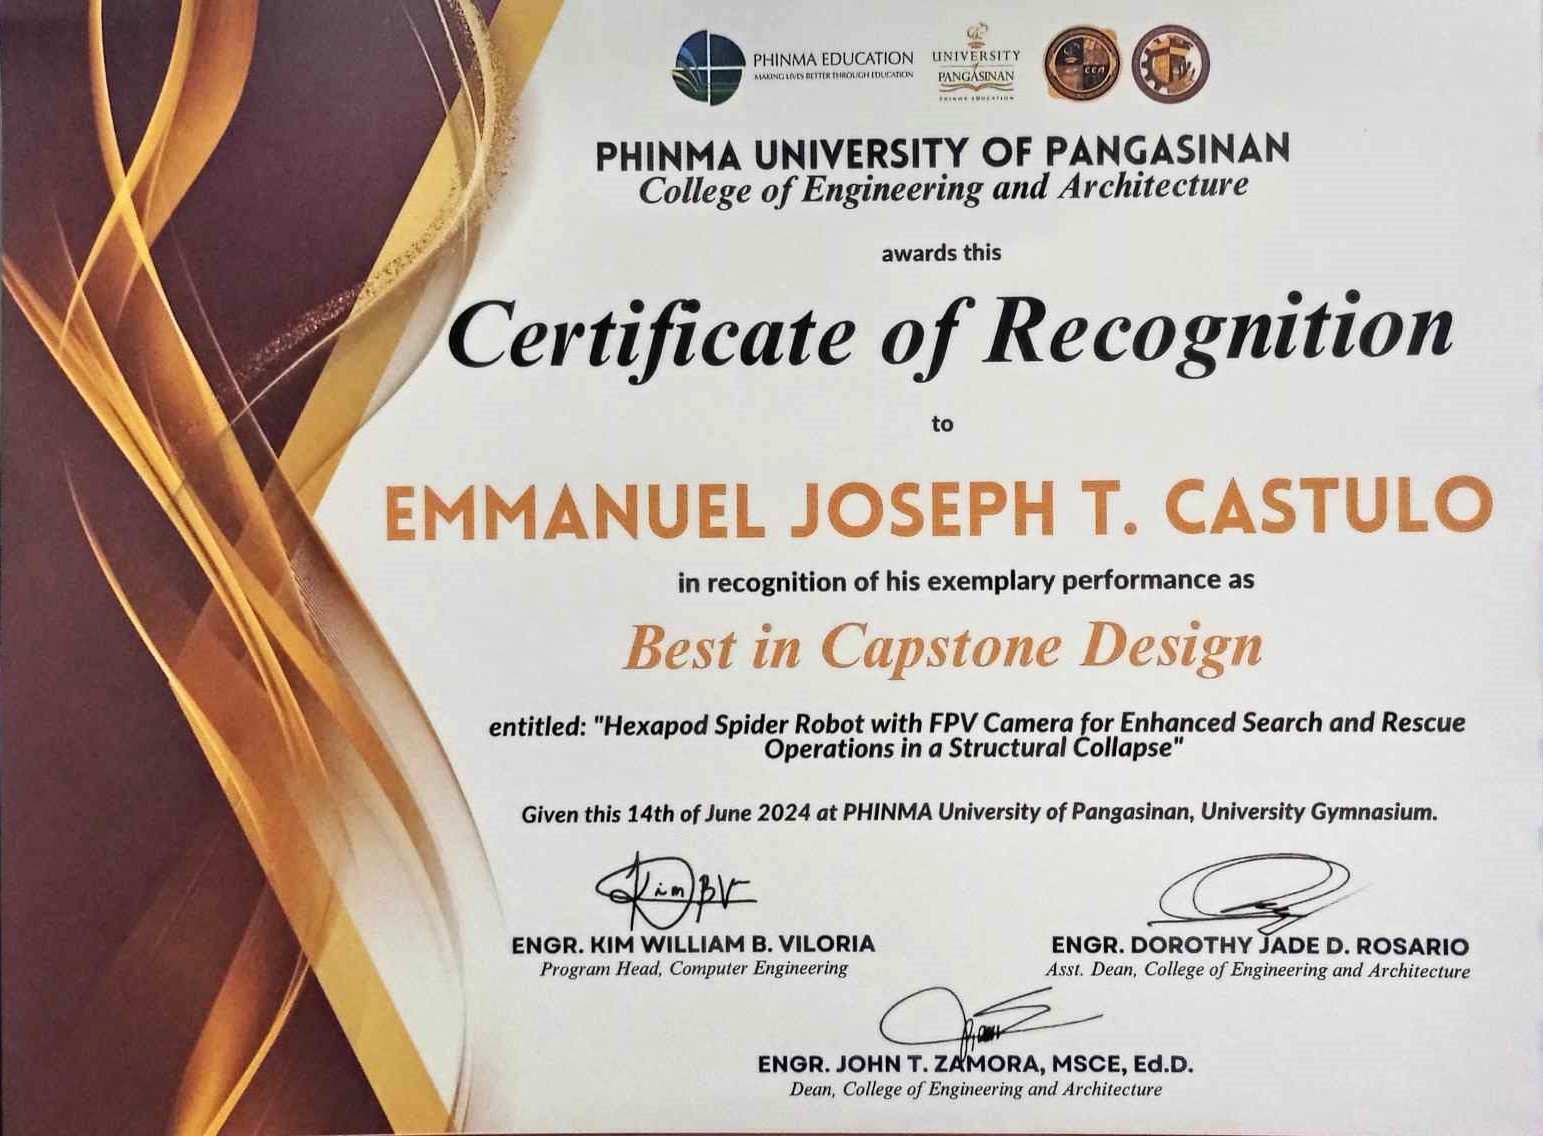 PHINMA EDUCATION
MAKING LIVES BETTER THROUGH EDUCATION
UNIVERSITY
of
PANGASINAN
PHINMA EDUCATION
CEA
PHINMA UNIVERSITY OF PANGASINAN
College of Engineering and Architecture
awards this
Certificate of Recognition
to
EMMANUEL JOSEPH T. CASTULO
in recognition of his exemplary performance as
Best in Capstone Design
entitled: "Hexapod Spider Robot with FPV Camera for Enhanced Search and Rescue
Operations in a Structural Collapse"
Given this 14th of June 2024 at PHINMA University of Pangasinan, University Gymnasium.
Kim BV
ENGR. KIM WILLIAM B. VILORIA
Program Head, Computer Engineering
ENGR. DOROTHY JADE D. ROSARIO
Asst. Dean, College of Engineering and Architecture
ENGR. JOHN T. ZAMORA, MSCE, Ed.D.
Dean, College of Engineering and Architecture